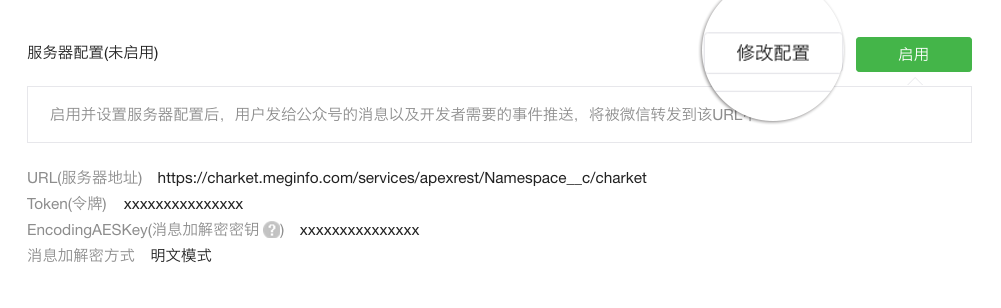 服务器配置(未启用)
修改配置
启用
启用并设置服务器配置后，用户发给公众号的消息以及开发者需要的事件推送，将被微信转发到该URL中
URL(服务器地址) https://charket.meginfo.com/services/apexrest/Namespace__c/charket
Token(令牌) xxxxxxxxxxxxxxx
EncodingAESKey(消息加解密密钥 ?) xxxxxxxxxxxxxxx
消息加解密方式 明文模式